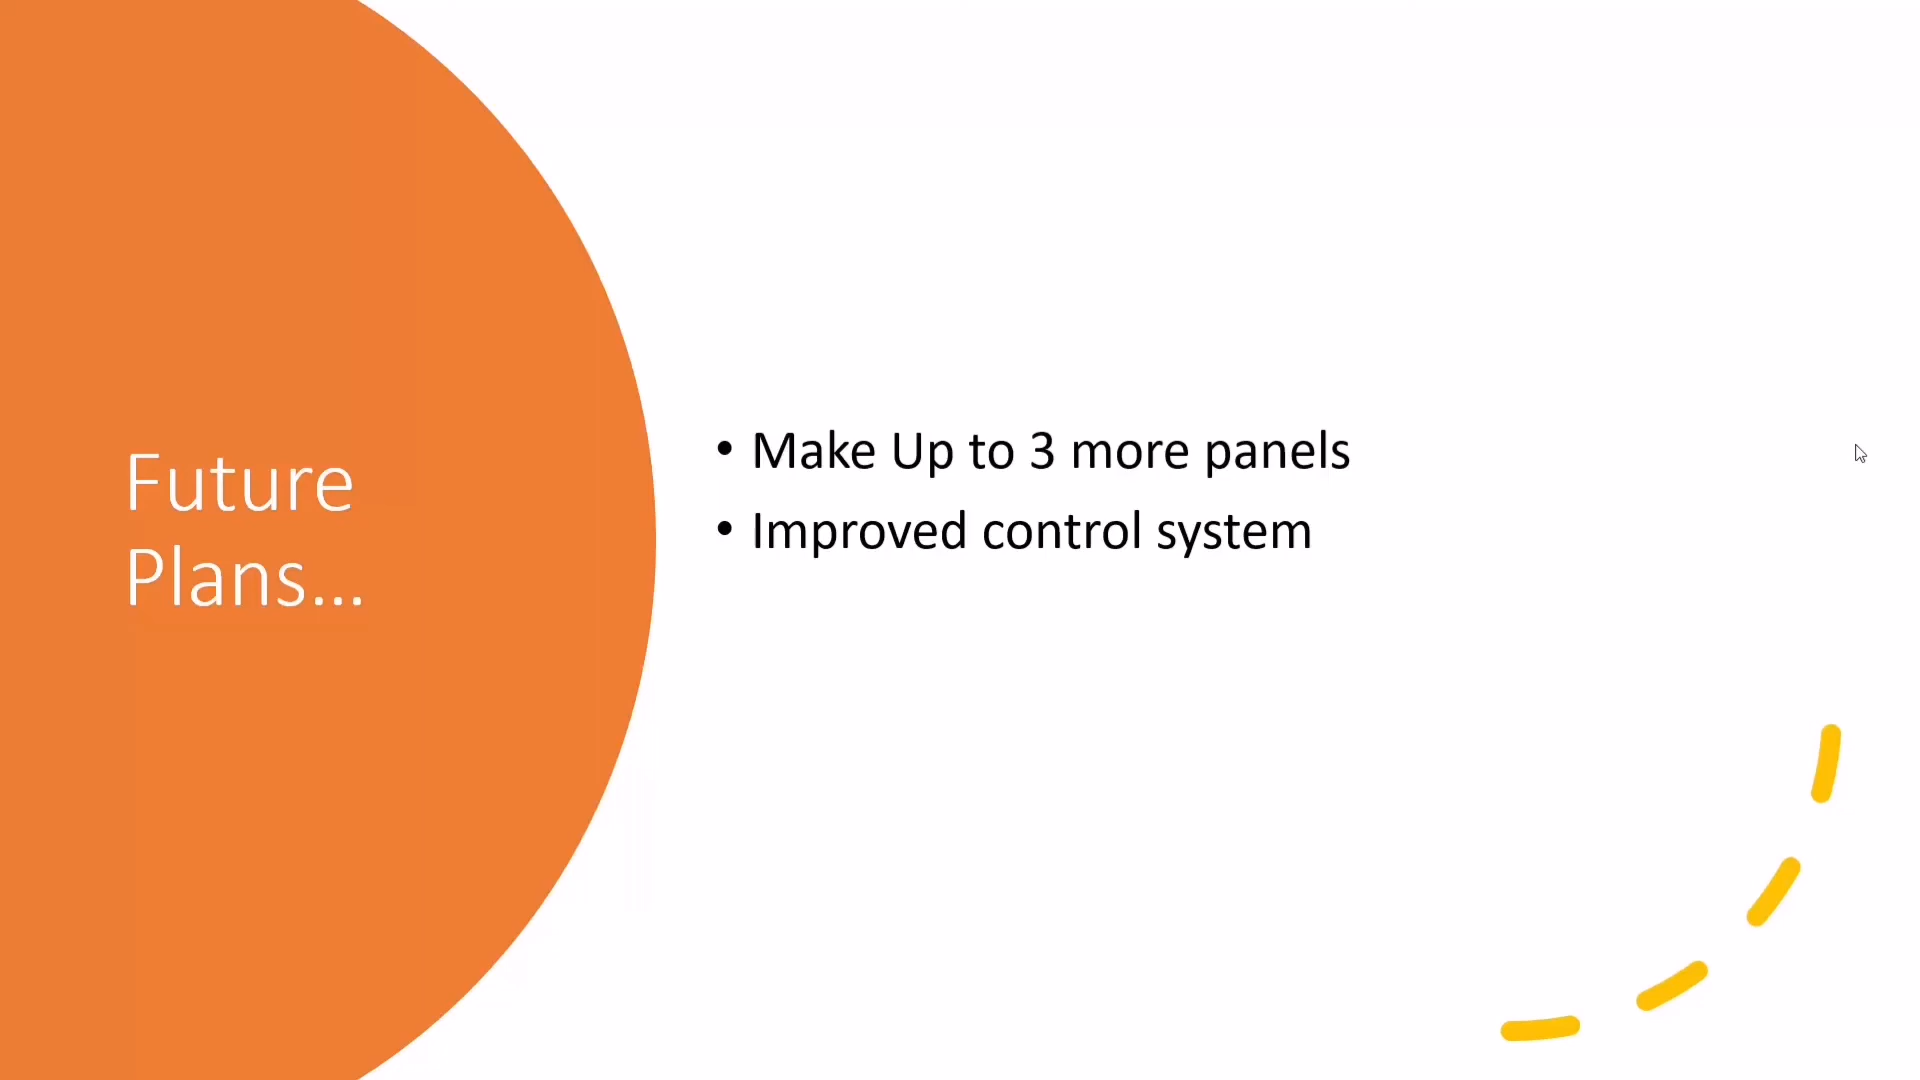 Future
Plans...
• Make Up to 3 more panels
• Improved control system